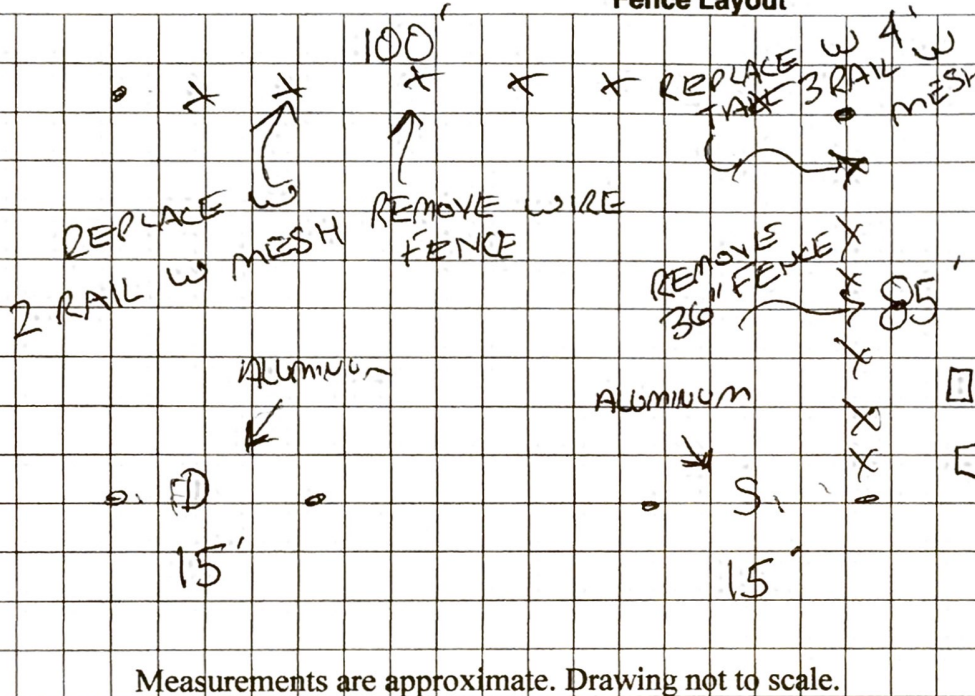 Fence Layout
100'
REPLACE W 4' W
3 RAIL MESH
REPLACE W
2 RAIL W MESH
REMOVE WIRE
FENCE
REMOVE
36" FENCE
85'
ALUMINUM
ALUMINUM
D
S
15'
15'
Measurements are approximate. Drawing not to scale.